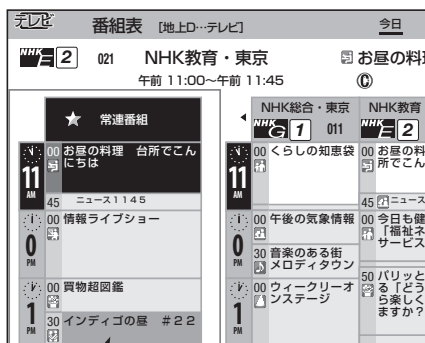 テレビ 番組表 [地上D…テレビ] 今日
NHK E 2 021 NHK教育・東京 お昼の料
午前 11:00～午前 11:45
★ 常連番組
11 AM
00 お昼の料理 台所でこん
にちは
45 ニュース1145
0 PM
00 情報ライブショー
1 PM
00 買物超図鑑
30 インディゴの昼 #22
NHK総合・東京
NHK G 1 011
11 AM
00 くらしの知恵袋
0 PM
00 午後の気象情報
30 音楽のある街
メロディタウン
1 PM
00 ウィークリーオ
ンステージ
NHK教育
NHK E 2
00 お昼の料
所でこん
45 ニュース
00 今日も健
「福祉ネ
サービス
50 パリッと
る「どう
ら楽しく
ますか？